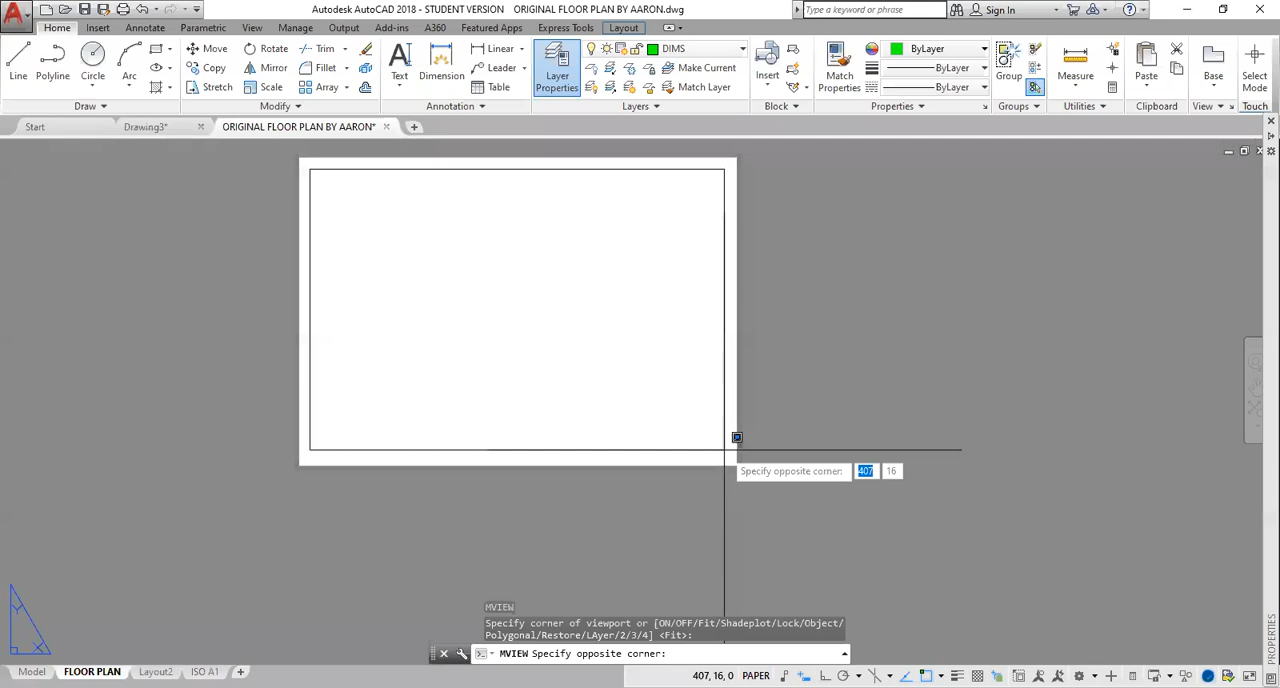 Autodesk AutoCAD 2018 - STUDENT VERSION ORIGINAL FLOOR PLAN BY AARON.dwg
Type a keyword or phrase
Sign In
Home Insert Annotate Parametric View Manage Output Add-ins A360 Featured Apps Express Tools Layout
Line Polyline Circle Arc
Move Rotate Trim
Copy Mirror Fillet
Stretch Scale Array
Text Dimension
Linear
Leader
Table
Layer Properties
DIMS
Make Current
Match Layer
Insert
Match Properties
ByLayer
ByLayer
ByLayer
Group
Measure
Paste
Base
Select Mode
Draw Modify Annotation Layers Block Properties Groups Utilities Clipboard View Touch
Start Drawing3* ORIGINAL FLOOR PLAN BY AARON*
Specify opposite corner: 407 16
Y
X
MVIEW
Specify corner of viewport or [ON/OFF/Fit/Shadeplot/Lock/Object/
Polygonal/Restore/LAyer/2/3/4] <Fit>:
MVIEW Specify opposite corner:
PROPERTIES
Model FLOOR PLAN Layout2 ISO A1
407, 16, 0 PAPER